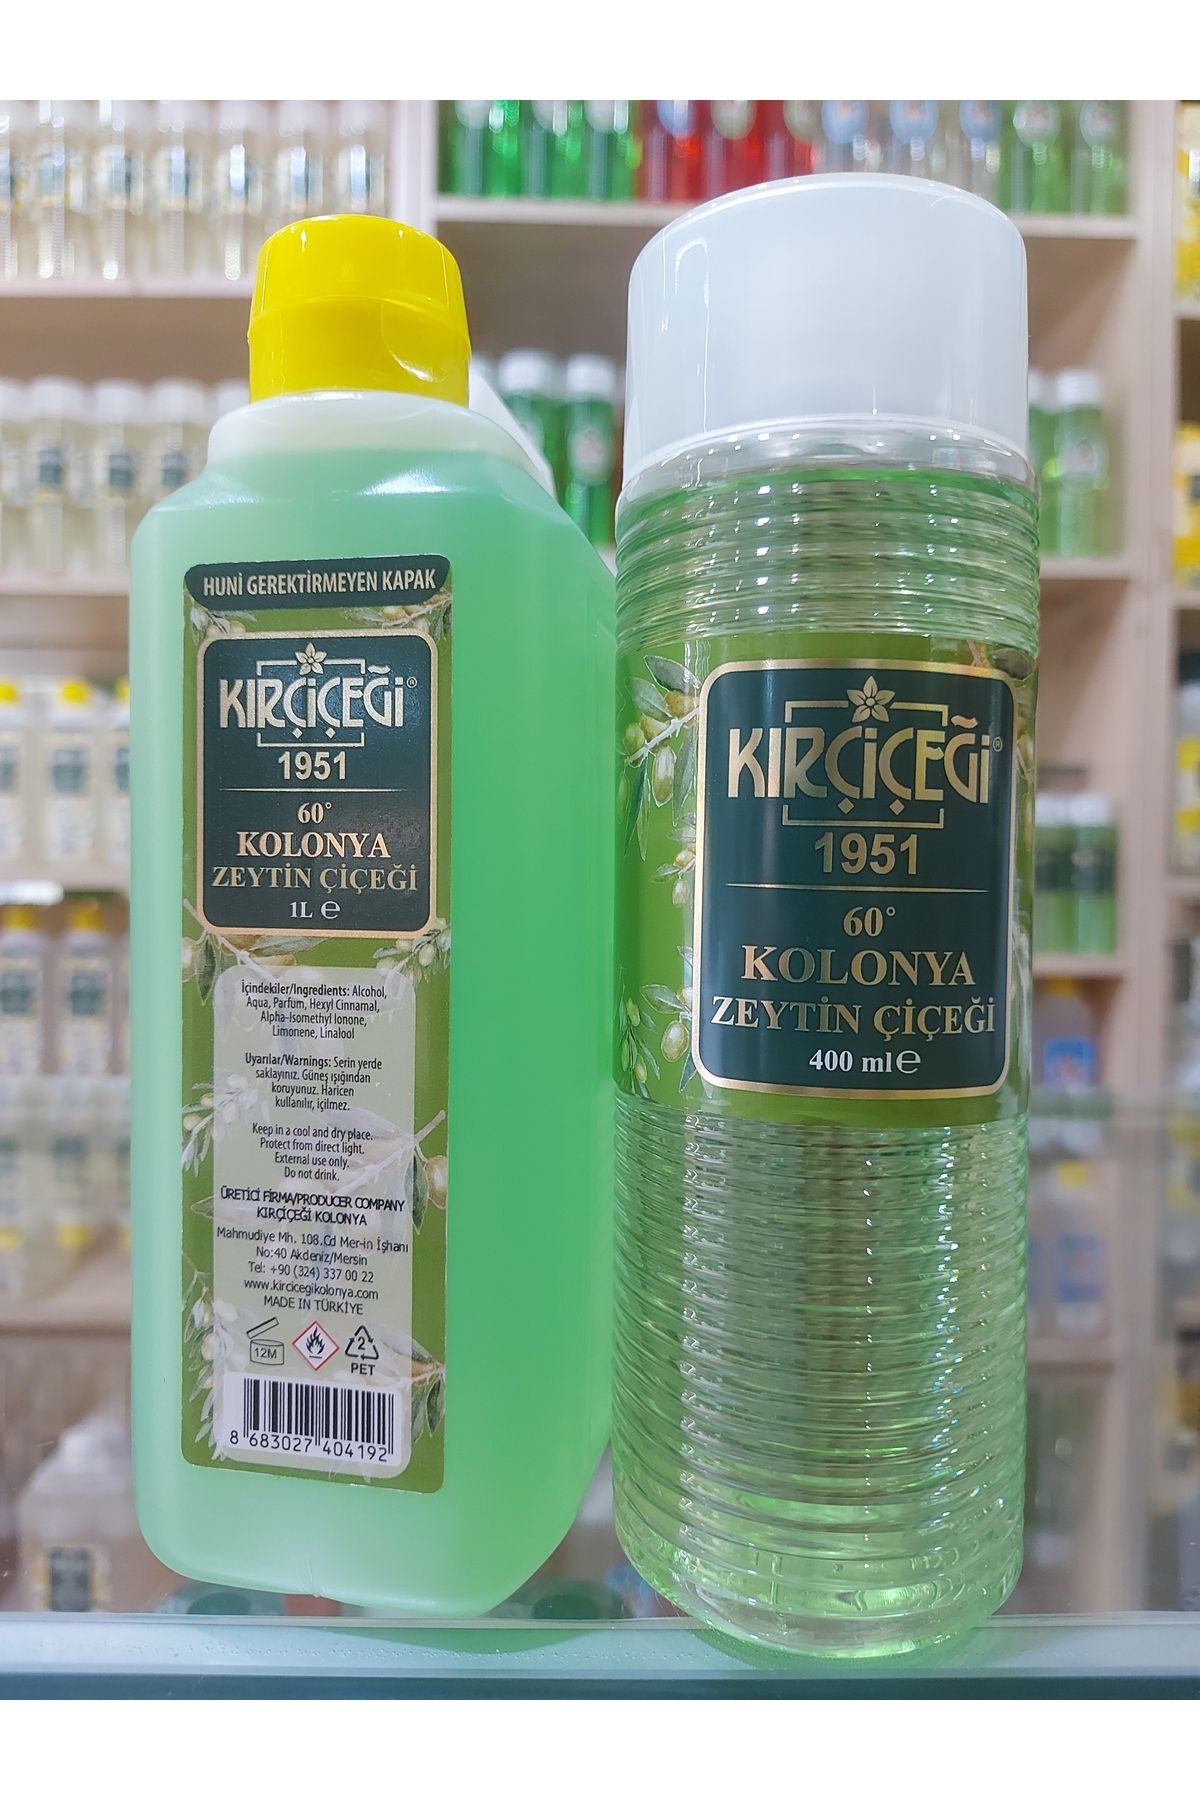 HUNİ GEREKTİRMEYEN KAPAK
KIRÇİÇEĞİ®
1951
60°
KOLONYA
ZEYTİN ÇİÇEĞİ
1L ℮
İçindekiler/Ingredients: Alcohol,
Aqua, Parfum, Hexyl Cinnamal,
Alpha-Isomethyl Ionone,
Limonene, Linalool
Uyarılar/Warnings: Serin yerde
saklayınız. Güneş ışığından
koruyunuz. Haricen
kullanılır, içilmez.
Keep in a cool and dry place.
Protect from direct light.
External use only.
Do not drink.
ÜRETİCİ FİRMA/PRODUCER COMPANY
KIRÇİÇEĞİ KOLONYA
Mahmudiye Mh. 108.Cd Mer-in İşhanı
No:40 Akdeniz/Mersin
Tel: +90 (324) 337 00 22
www.kircicegikolonya.com
MADE IN TÜRKİYE
12M
2
PET
8 683027 404192
KIRÇİÇEĞİ®
1951
60°
KOLONYA
ZEYTİN ÇİÇEĞİ
400 ml ℮